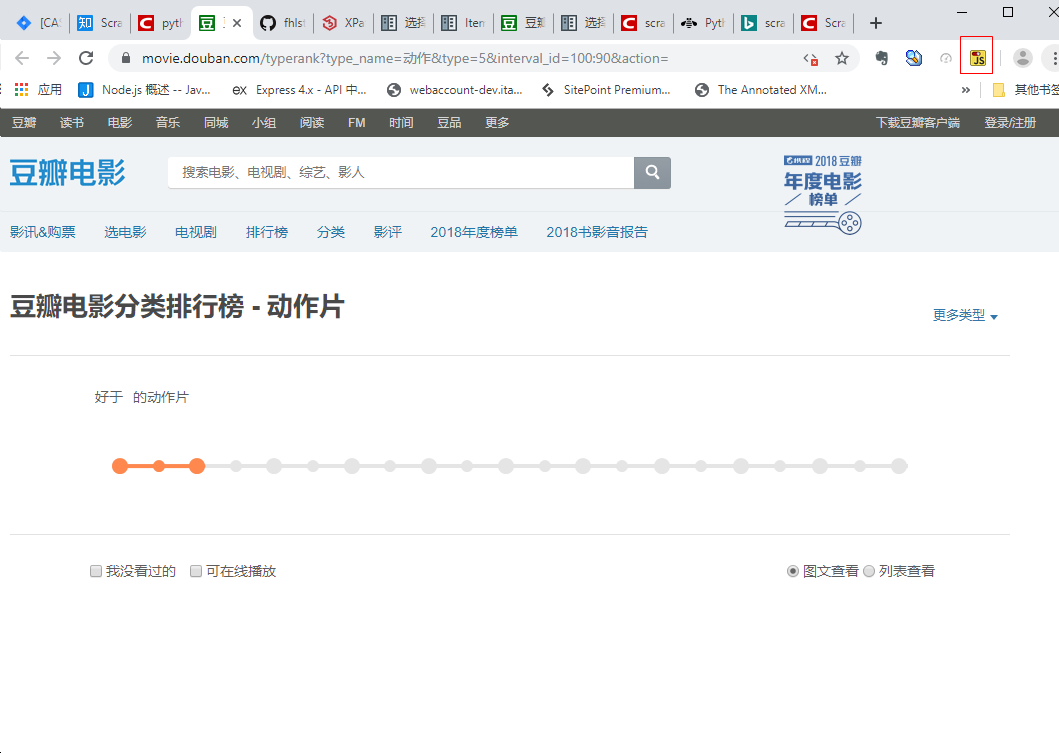 [CA Scra pyth fhlst XPa 选择 Iten 豆瓣 选择 scra Pytl scra Scra
movie.douban.com/typerank?type_name=动作&type=5&interval_id=100:90&action=
JS
应用 Node.js 概述 -- Jav... ex Express 4.x - API 中... webaccount-dev.ita... SitePoint Premium... The Annotated XM... » 其他书签
豆瓣 读书 电影 音乐 同城 小组 阅读 FM 时间 豆品 更多 下载豆瓣客户端 登录/注册
豆瓣电影 搜索电影、电视剧、综艺、影人
2018 豆瓣
年度电影
榜单
影讯&购票 选电影 电视剧 排行榜 分类 影评 2018年度榜单 2018书影音报告
豆瓣电影分类排行榜 - 动作片
更多类型
好于 的动作片
我没看过的 可在线播放 图文查看 列表查看